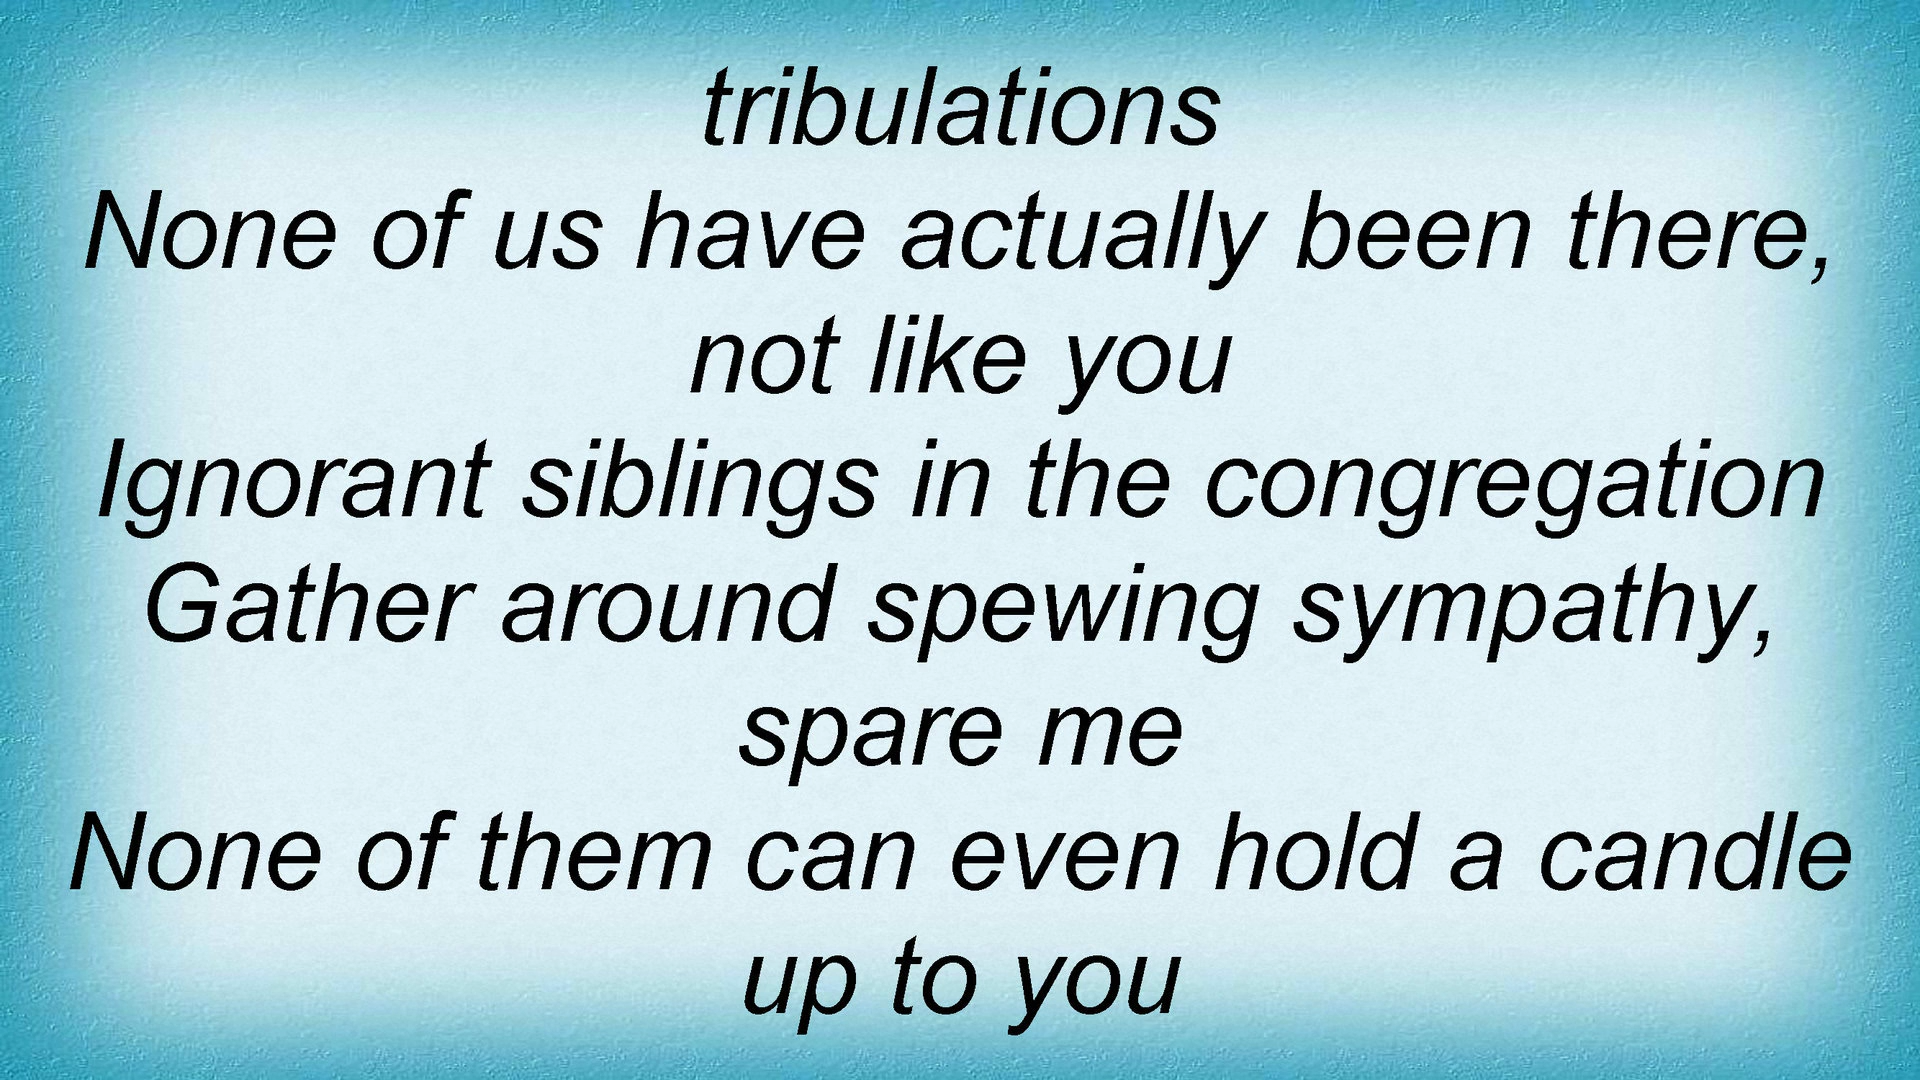 tribulations
None of us have actually been there,
not like you
Ignorant siblings in the congregation
Gather around spewing sympathy,
spare me
None of them can even hold a candle
up to you